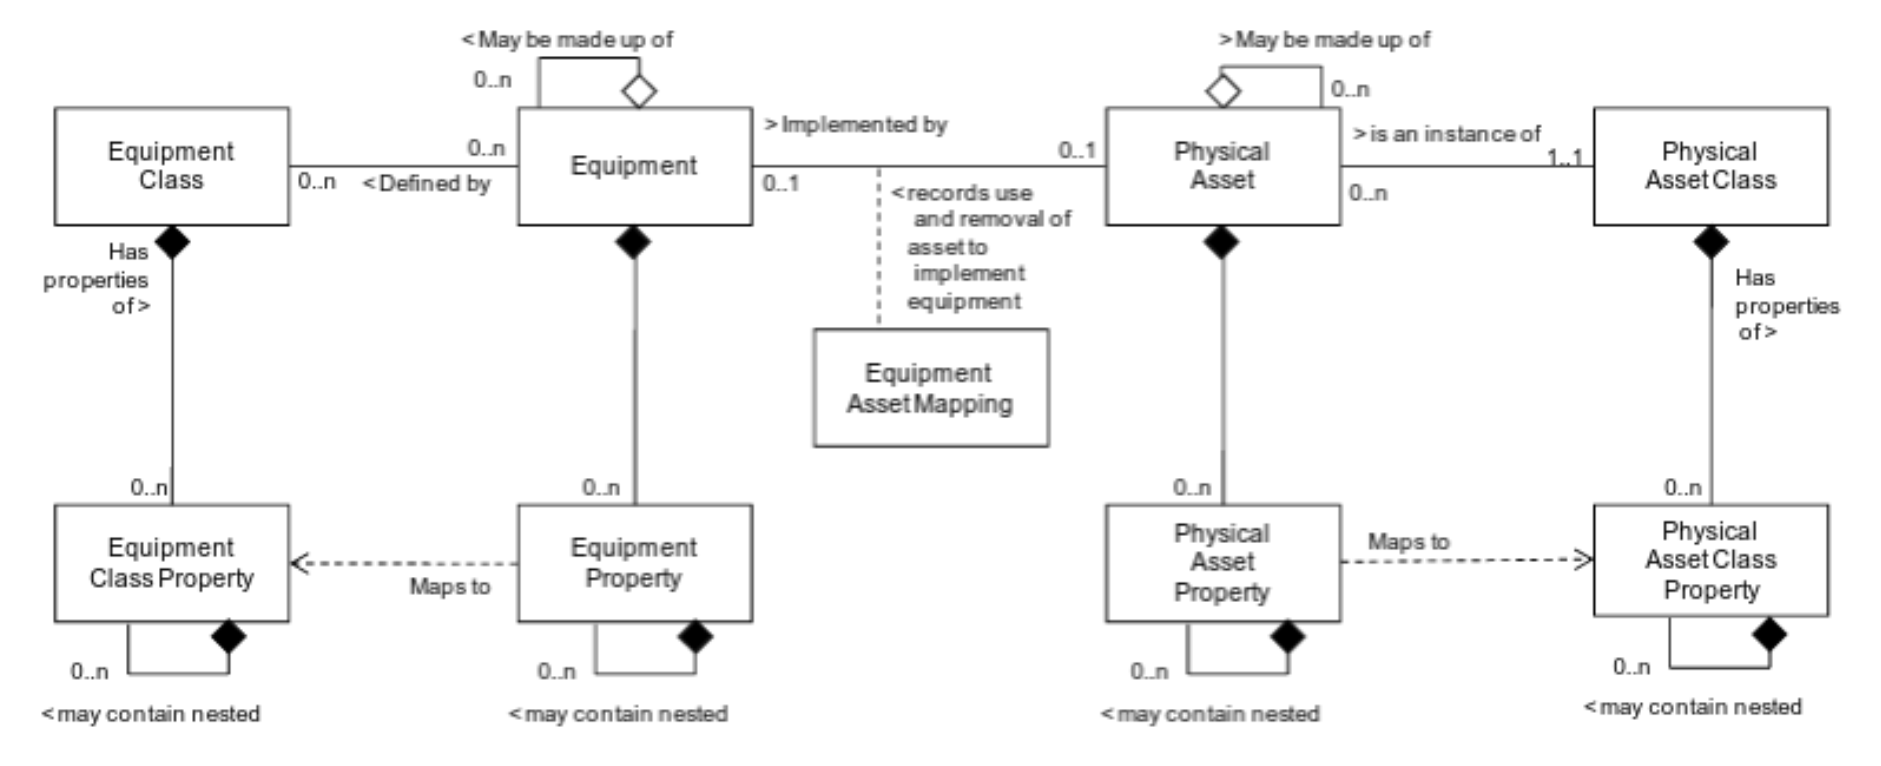 <May be made up of
>May be made up of
0..n
0..n
Equipment
Class
0..n
0..n
<Defined by
Equipment
>Implemented by
0..1
0..1
Physical
Asset
>is an instance of
1..1
0..n
Physical
Asset Class
Has
properties
of>
<records use
and removal of
asset to
implement
equipment
Has
properties
of>
Equipment
Asset Mapping
0..n
0..n
0..n
0..n
Equipment
Class Property
Maps to
Equipment
Property
Physical
Asset
Property
Maps to
Physical
Asset Class
Property
0..n
0..n
0..n
0..n
<may contain nested
<may contain nested
<may contain nested
<may contain nested